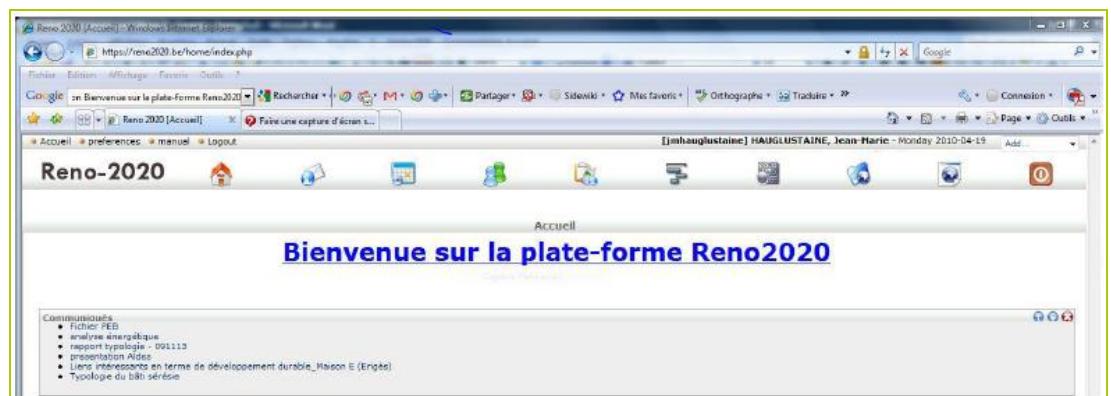 Reno 2020 [Accueil] - Windows Internet Explorer
https://reno2020.be/home/index.php
Google
Fichier Edition Affichage Favoris Outils ?
Google en Bienvenue sur la plate-forme Reno2020 Rechercher Partager Sidewiki Mes favoris Orthographe Traduire Connexion
Reno 2020 [Accueil] Faire une capture d'écran s... Page Outils
Accueil preferences manual Logout [jmhauglustaine] HAUGLUSTAINE, Jean-Marie - Monday 2010-04-19 Add...
Reno-2020
Accueil
Bienvenue sur la plate-forme Reno2020
Communiqués
Fichier PEB
analyse énergétique
rapport typologie - 091113
presentation Aides
Liens intéressants en terme de développement durable_Maison E (Erigès)
Typologie du bâti sérésie